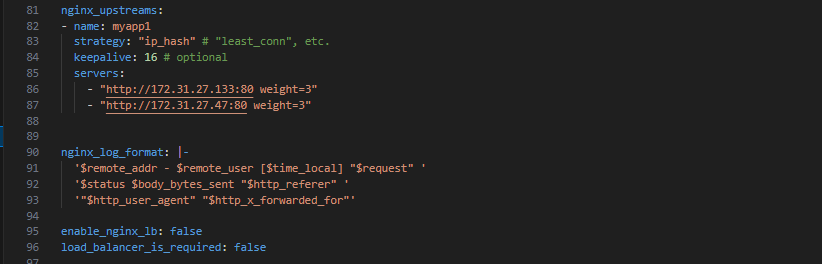 81 nginx_upstreams:
82 - name: myapp1
83   strategy: "ip_hash" # "least_conn", etc.
84   keepalive: 16 # optional
85   servers:
86     - "http://172.31.27.133:80 weight=3"
87     - "http://172.31.27.47:80 weight=3"
88
89
90 nginx_log_format: |-
91   '$remote_addr - $remote_user [$time_local] "$request" '
92   '$status $body_bytes_sent "$http_referer" '
93   '"$http_user_agent" "$http_x_forwarded_for"'
94
95 enable_nginx_lb: false
96 load_balancer_is_required: false
97